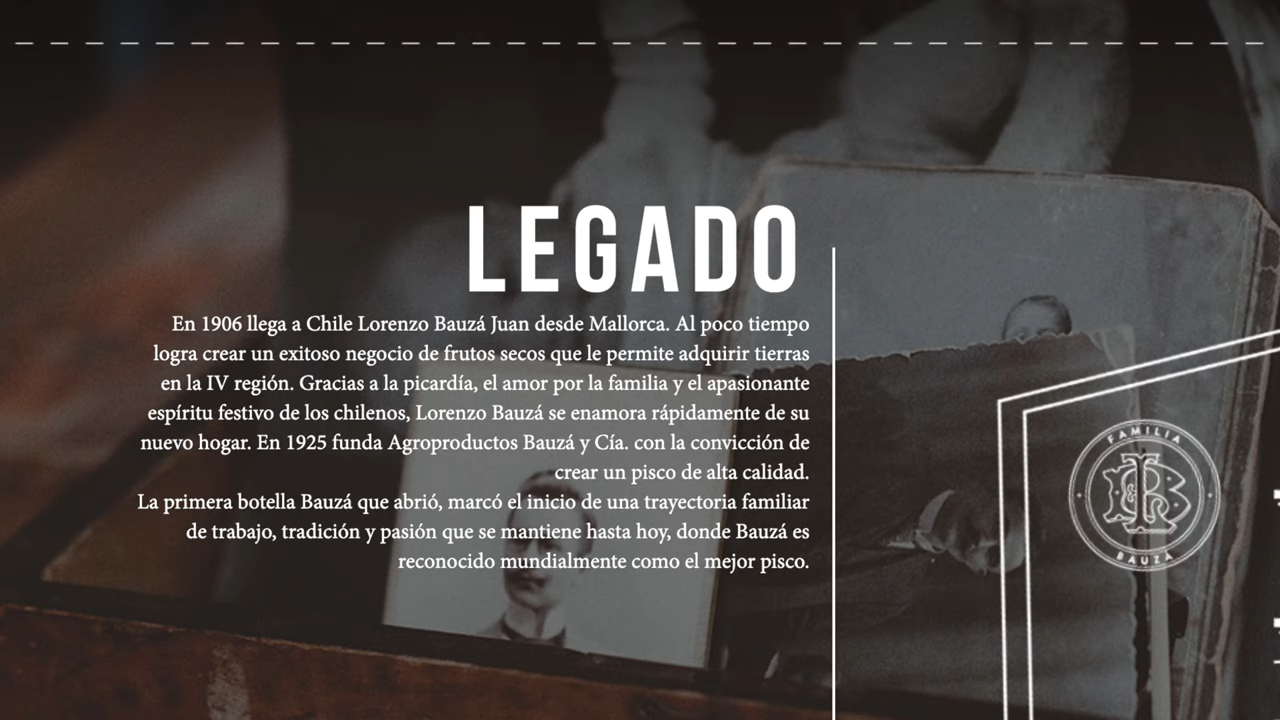 LEGADO
En 1906 llega a Chile Lorenzo Bauzá Juan desde Mallorca. Al poco tiempo
logra crear un exitoso negocio de frutos secos que le permite adquirir tierras
en la IV región. Gracias a la picardía, el amor por la familia y el apasionante
espíritu festivo de los chilenos, Lorenzo Bauzá se enamora rápidamente de su
nuevo hogar. En 1925 funda Agroproductos Bauzá y Cía. con la convicción de
crear un pisco de alta calidad.
La primera botella Bauzá que abrió, marcó el inicio de una trayectoria familiar
de trabajo, tradición y pasión que se mantiene hasta hoy, donde Bauzá es
reconocido mundialmente como el mejor pisco.
FAMILIA
BAUZÁ